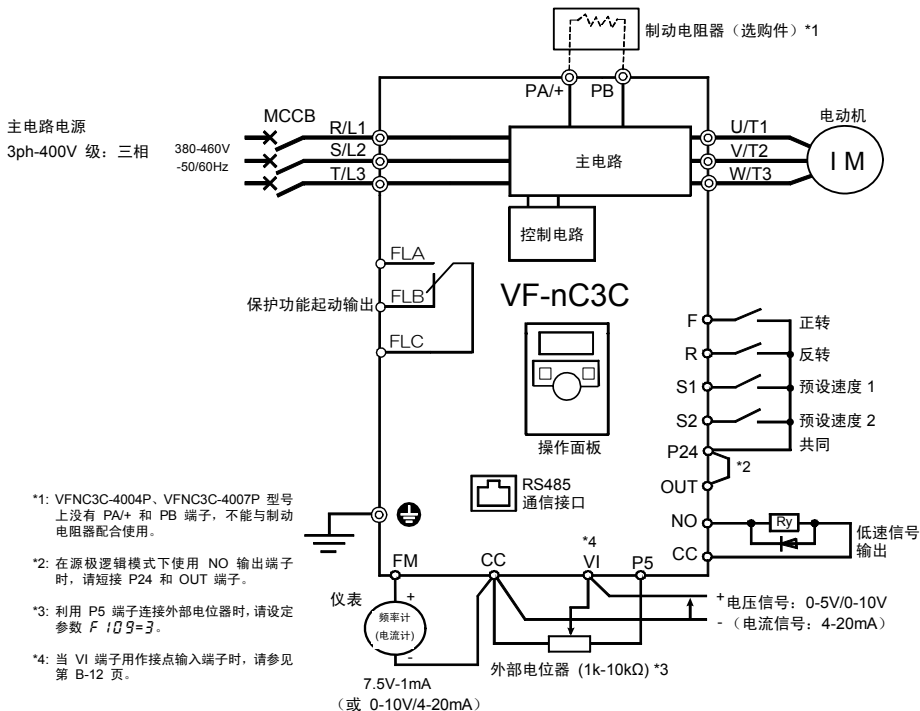 制动电阻器（选购件）*1
PA/+
PB
主电路电源
3ph-400V 级：三相
380-460V
-50/60Hz
MCCB
R/L1
S/L2
T/L3
主电路
控制电路
U/T1
V/T2
W/T3
电动机
I M
FLA
FLB
FLC
保护功能起动输出
VF-nC3C
操作面板
RS485
通信接口
F
正转
R
反转
S1
预设速度 1
S2
预设速度 2
P24
共同
*2
OUT
NO
Ry
低速信号
输出
CC
*1: VFNC3C-4004P、VFNC3C-4007P 型号
上没有 PA/+ 和 PB 端子，不能与制动
电阻器配合使用。
*2: 在源极逻辑模式下使用 NO 输出端子
时，请短接 P24 和 OUT 端子。
*3: 利用 P5 端子连接外部电位器时，请设定
参数 F109=3。
*4: 当 VI 端子用作接点输入端子时，请参见
第 B-12 页。
FM
CC
*4
VI
P5
仪表
+
频率计
(电流计)
-
7.5V-1mA
（或 0-10V/4-20mA）
外部电位器 (1k-10kΩ) *3
+ 电压信号：0-5V/0-10V
- （电流信号：4-20mA）